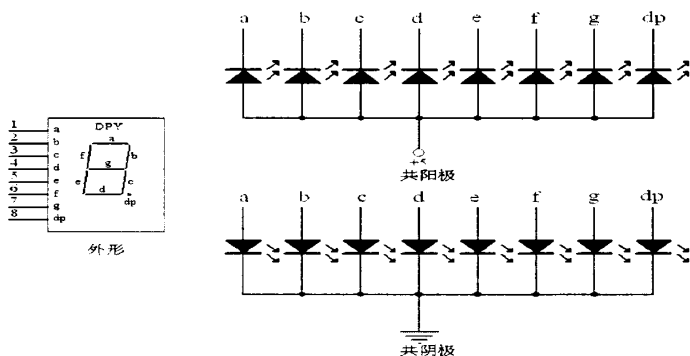 a b c d e f g dp
+5
共阳极
1 a
2 b
3 c
4 d
5 e
6 f
7 g
8 dp
DPY
a
f b
g
e c
d
dp
外形
a b c d e f g dp
共阴极